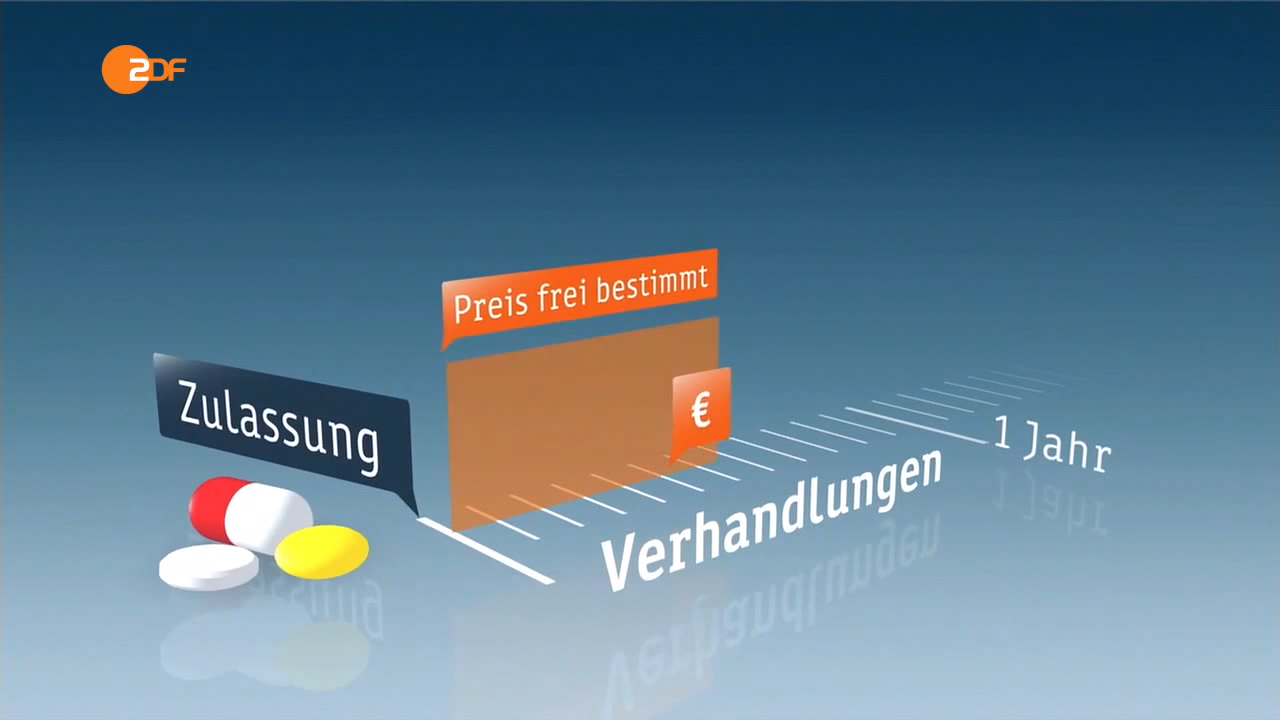 ZDF
Preis frei bestimmt
Zulassung
€
1 Jahr
Verhandlungen